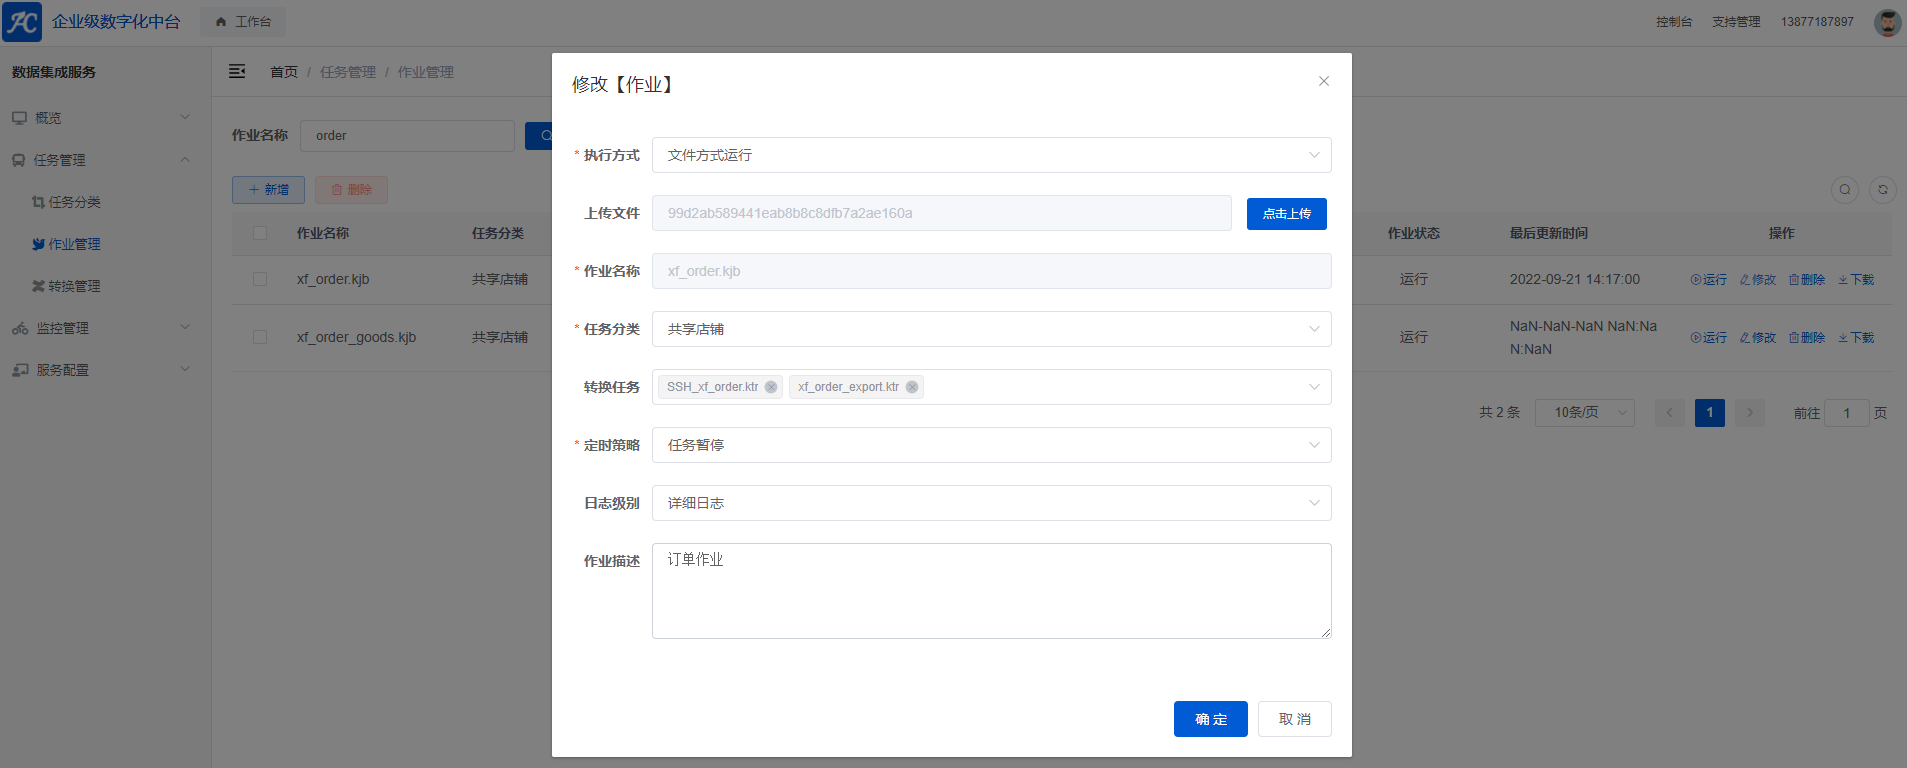 企业级数字化中台
工作台
控制台 支持管理 13877187897
数据集成服务
概览
任务管理
任务分类
作业管理
转换管理
监控管理
服务配置
首页 / 任务管理 / 作业管理
作业名称 order
新增 删除
作业名称 任务分类 作业状态 最后更新时间 操作
xf_order.kjb 共享店铺 运行 2022-09-21 14:17:00 运行 修改 删除 下载
xf_order_goods.kjb 共享店铺 运行 NaN-NaN-NaN NaN:Na
N:NaN 运行 修改 删除 下载
共 2 条 10条/页 1 前往 1 页
修改【作业】
* 执行方式 文件方式运行
上传文件 99d2ab589441eab8b8c8dfb7a2ae160a 点击上传
* 作业名称 xf_order.kjb
* 任务分类 共享店铺
转换任务 SSH_xf_order.ktr xf_order_export.ktr
* 定时策略 任务暂停
日志级别 详细日志
作业描述 订单作业
确 定 取 消